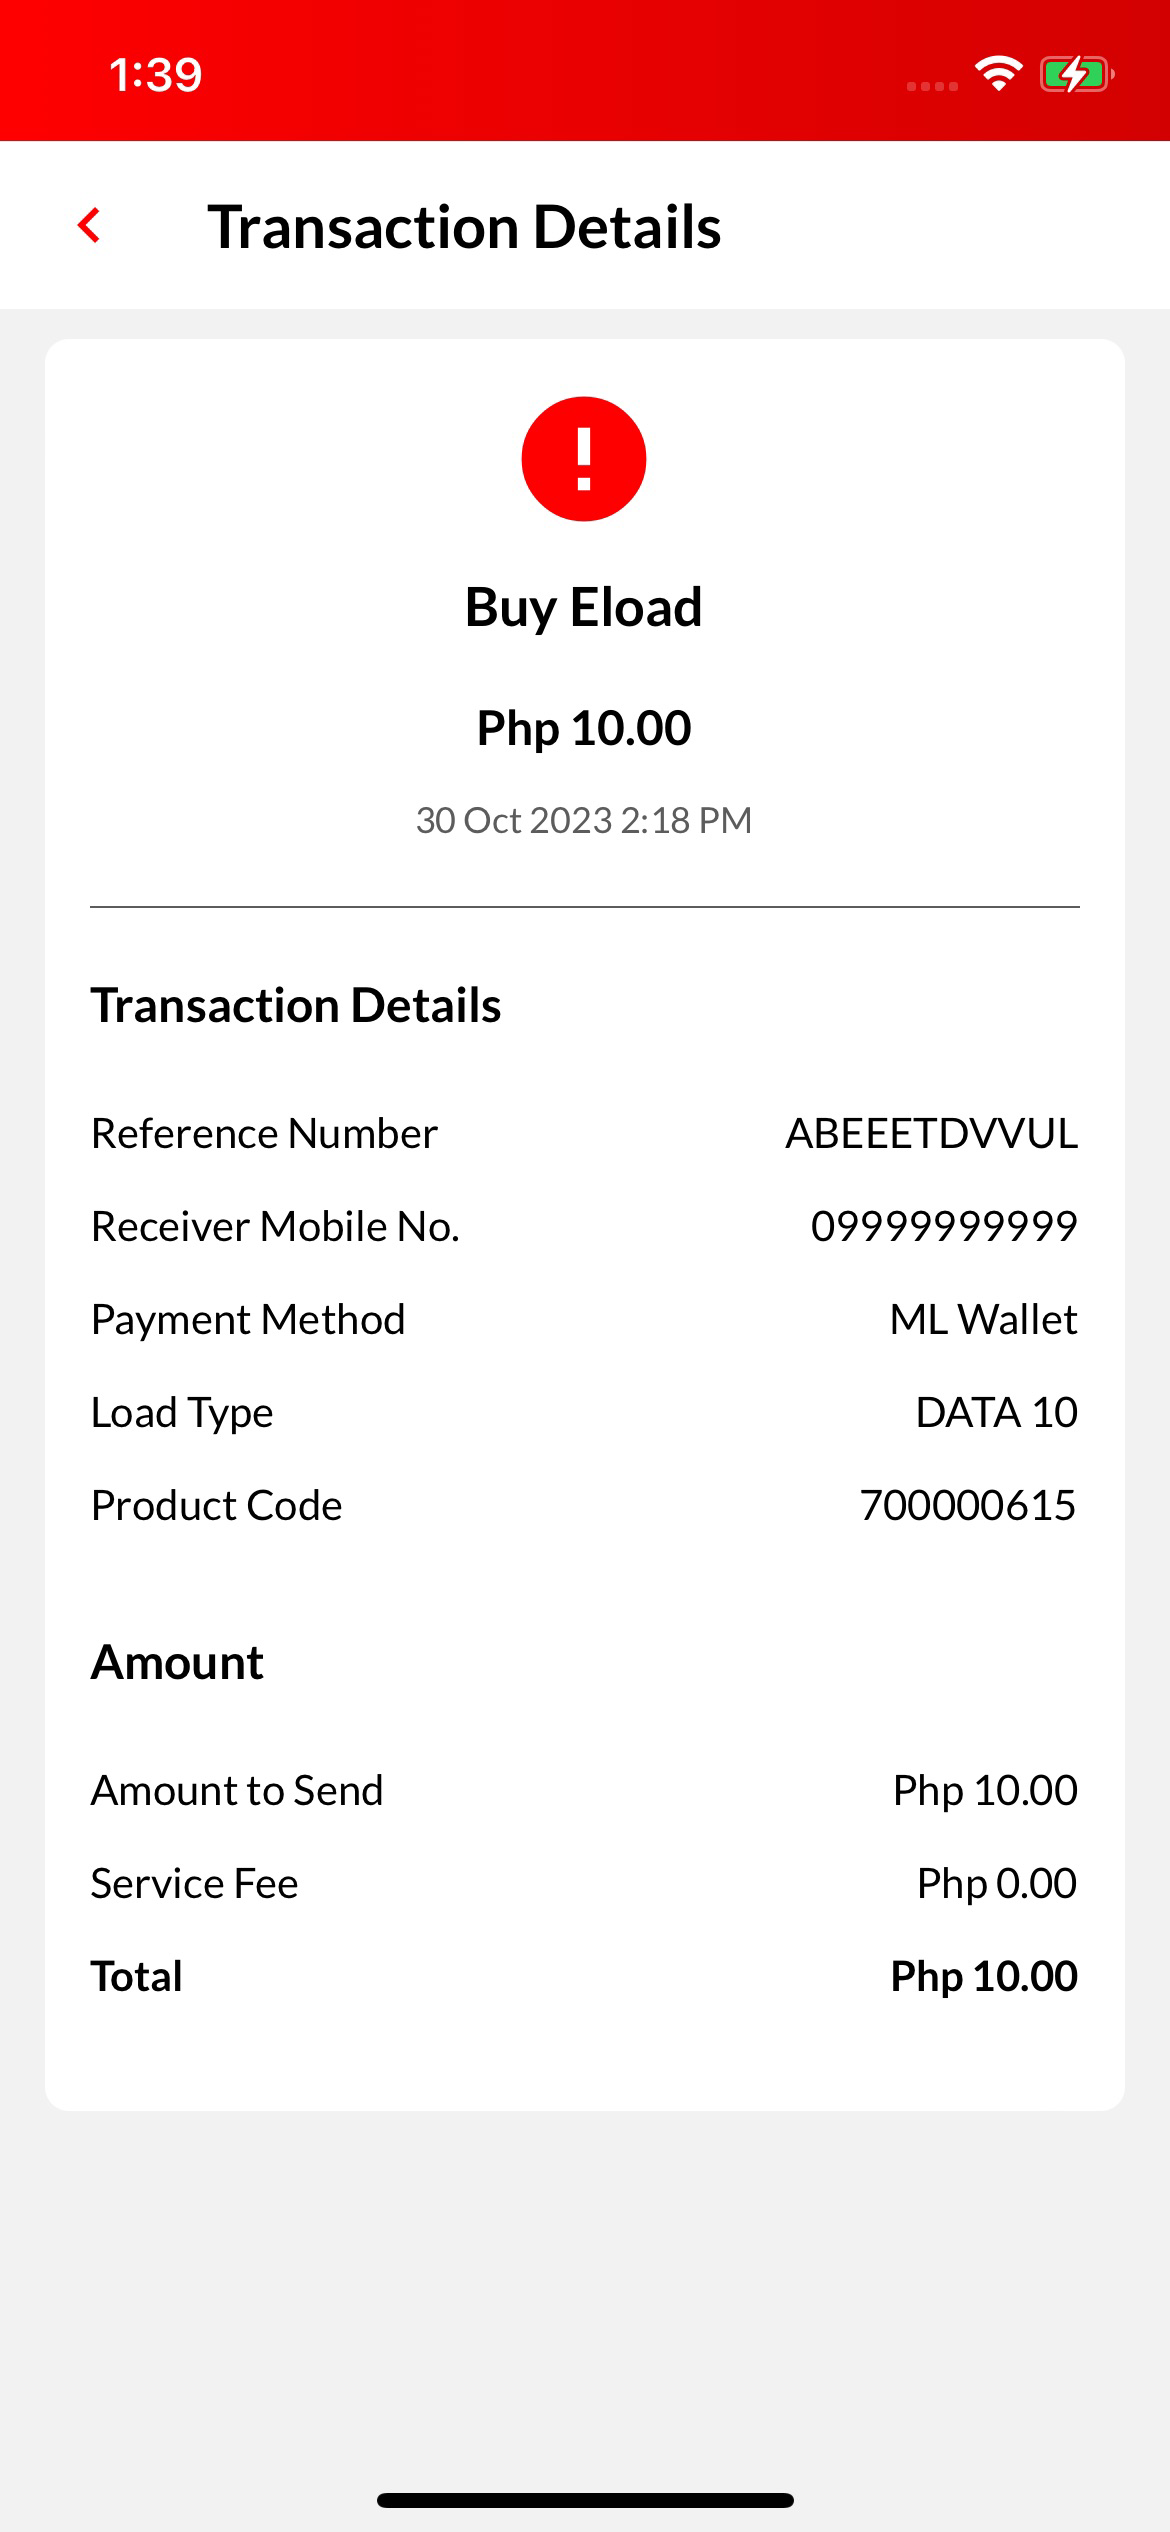 1:39
Transaction Details
Buy Eload
Php 10.00
30 Oct 2023 2:18 PM
Transaction Details
Reference Number ABEEETDVVUL
Receiver Mobile No. 09999999999
Payment Method ML Wallet
Load Type DATA 10
Product Code 700000615
Amount
Amount to Send Php 10.00
Service Fee Php 0.00
Total Php 10.00